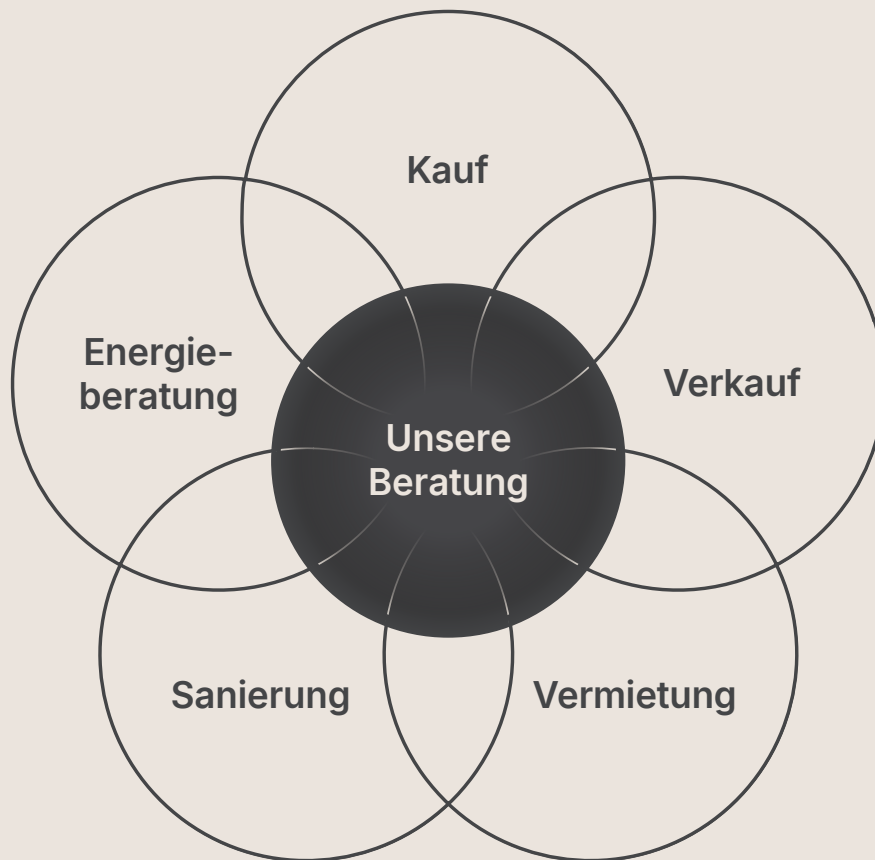 Kauf
Energie-
beratung
Verkauf
Unsere
Beratung
Sanierung
Vermietung